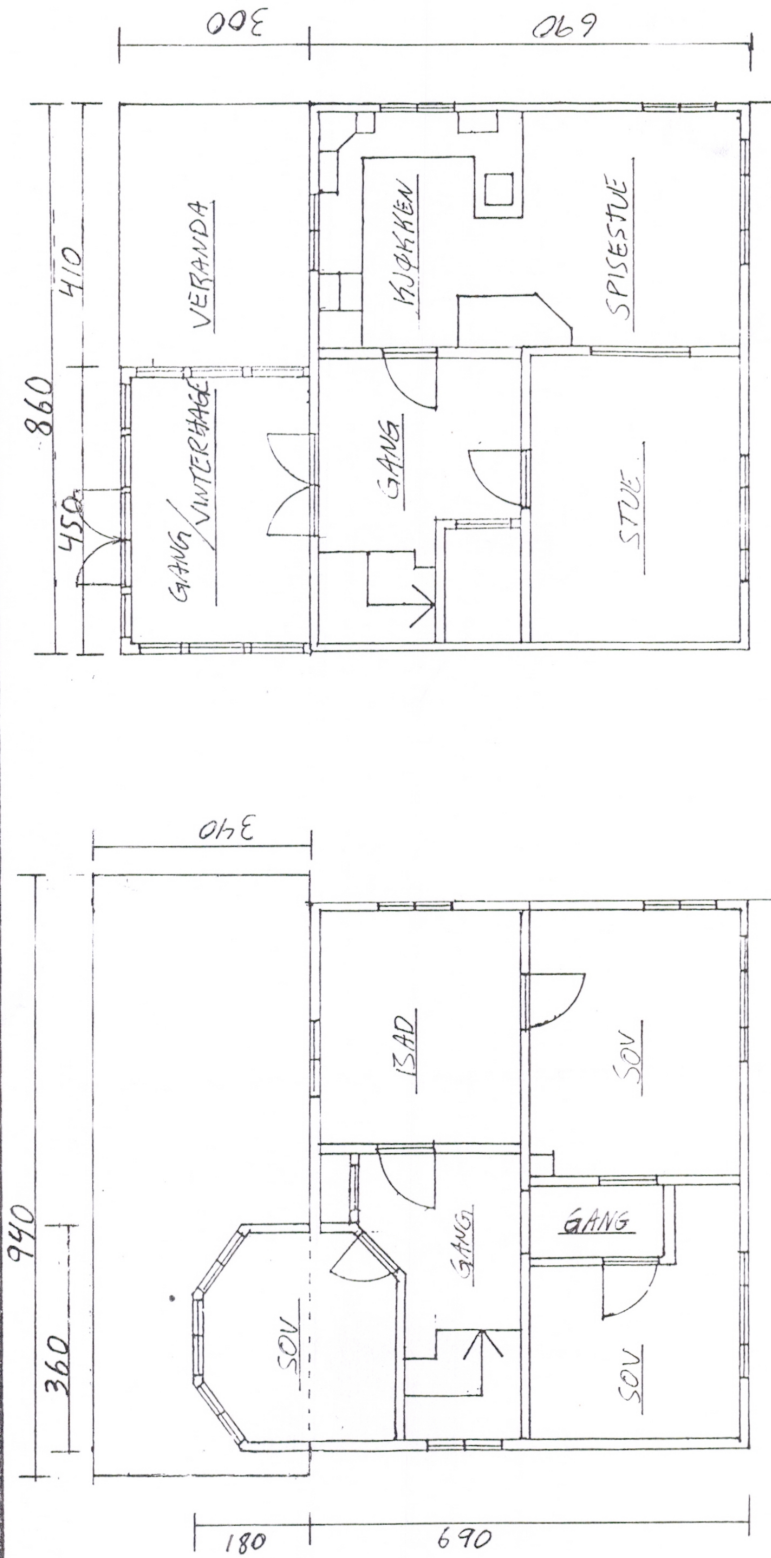 300
690
860
410
450
VERANDA
GANG/
VINTERHAGE
KJØKKEN
GANG
SPISESTUE
STUE
340
940
360
BAD
SOV
GANG
SOV
GANG
SOV
180
690